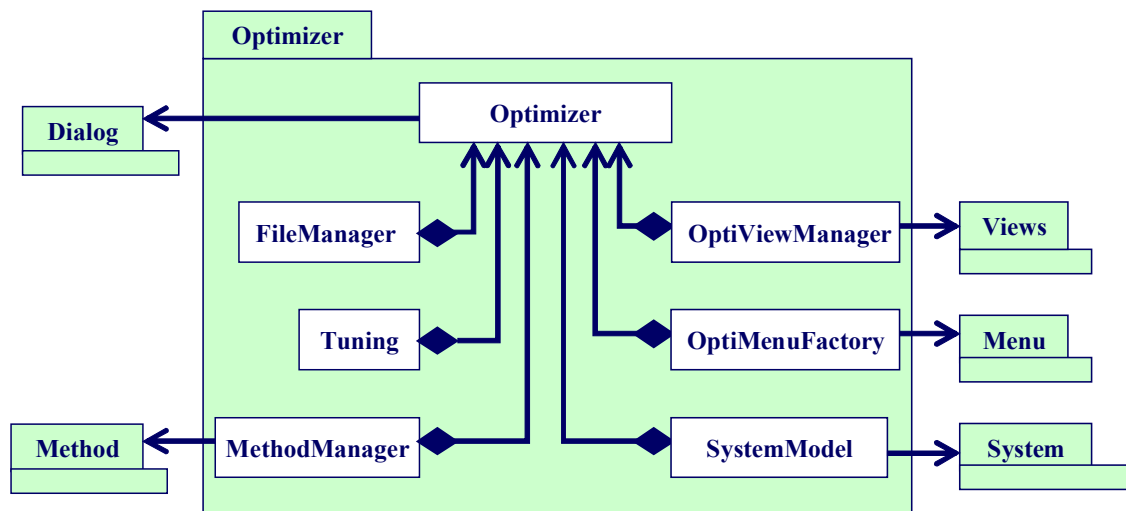 Optimizer
Optimizer
Dialog
FileManager
OptiViewManager
Views
Tuning
OptiMenuFactory
Menu
Method
MethodManager
SystemModel
System